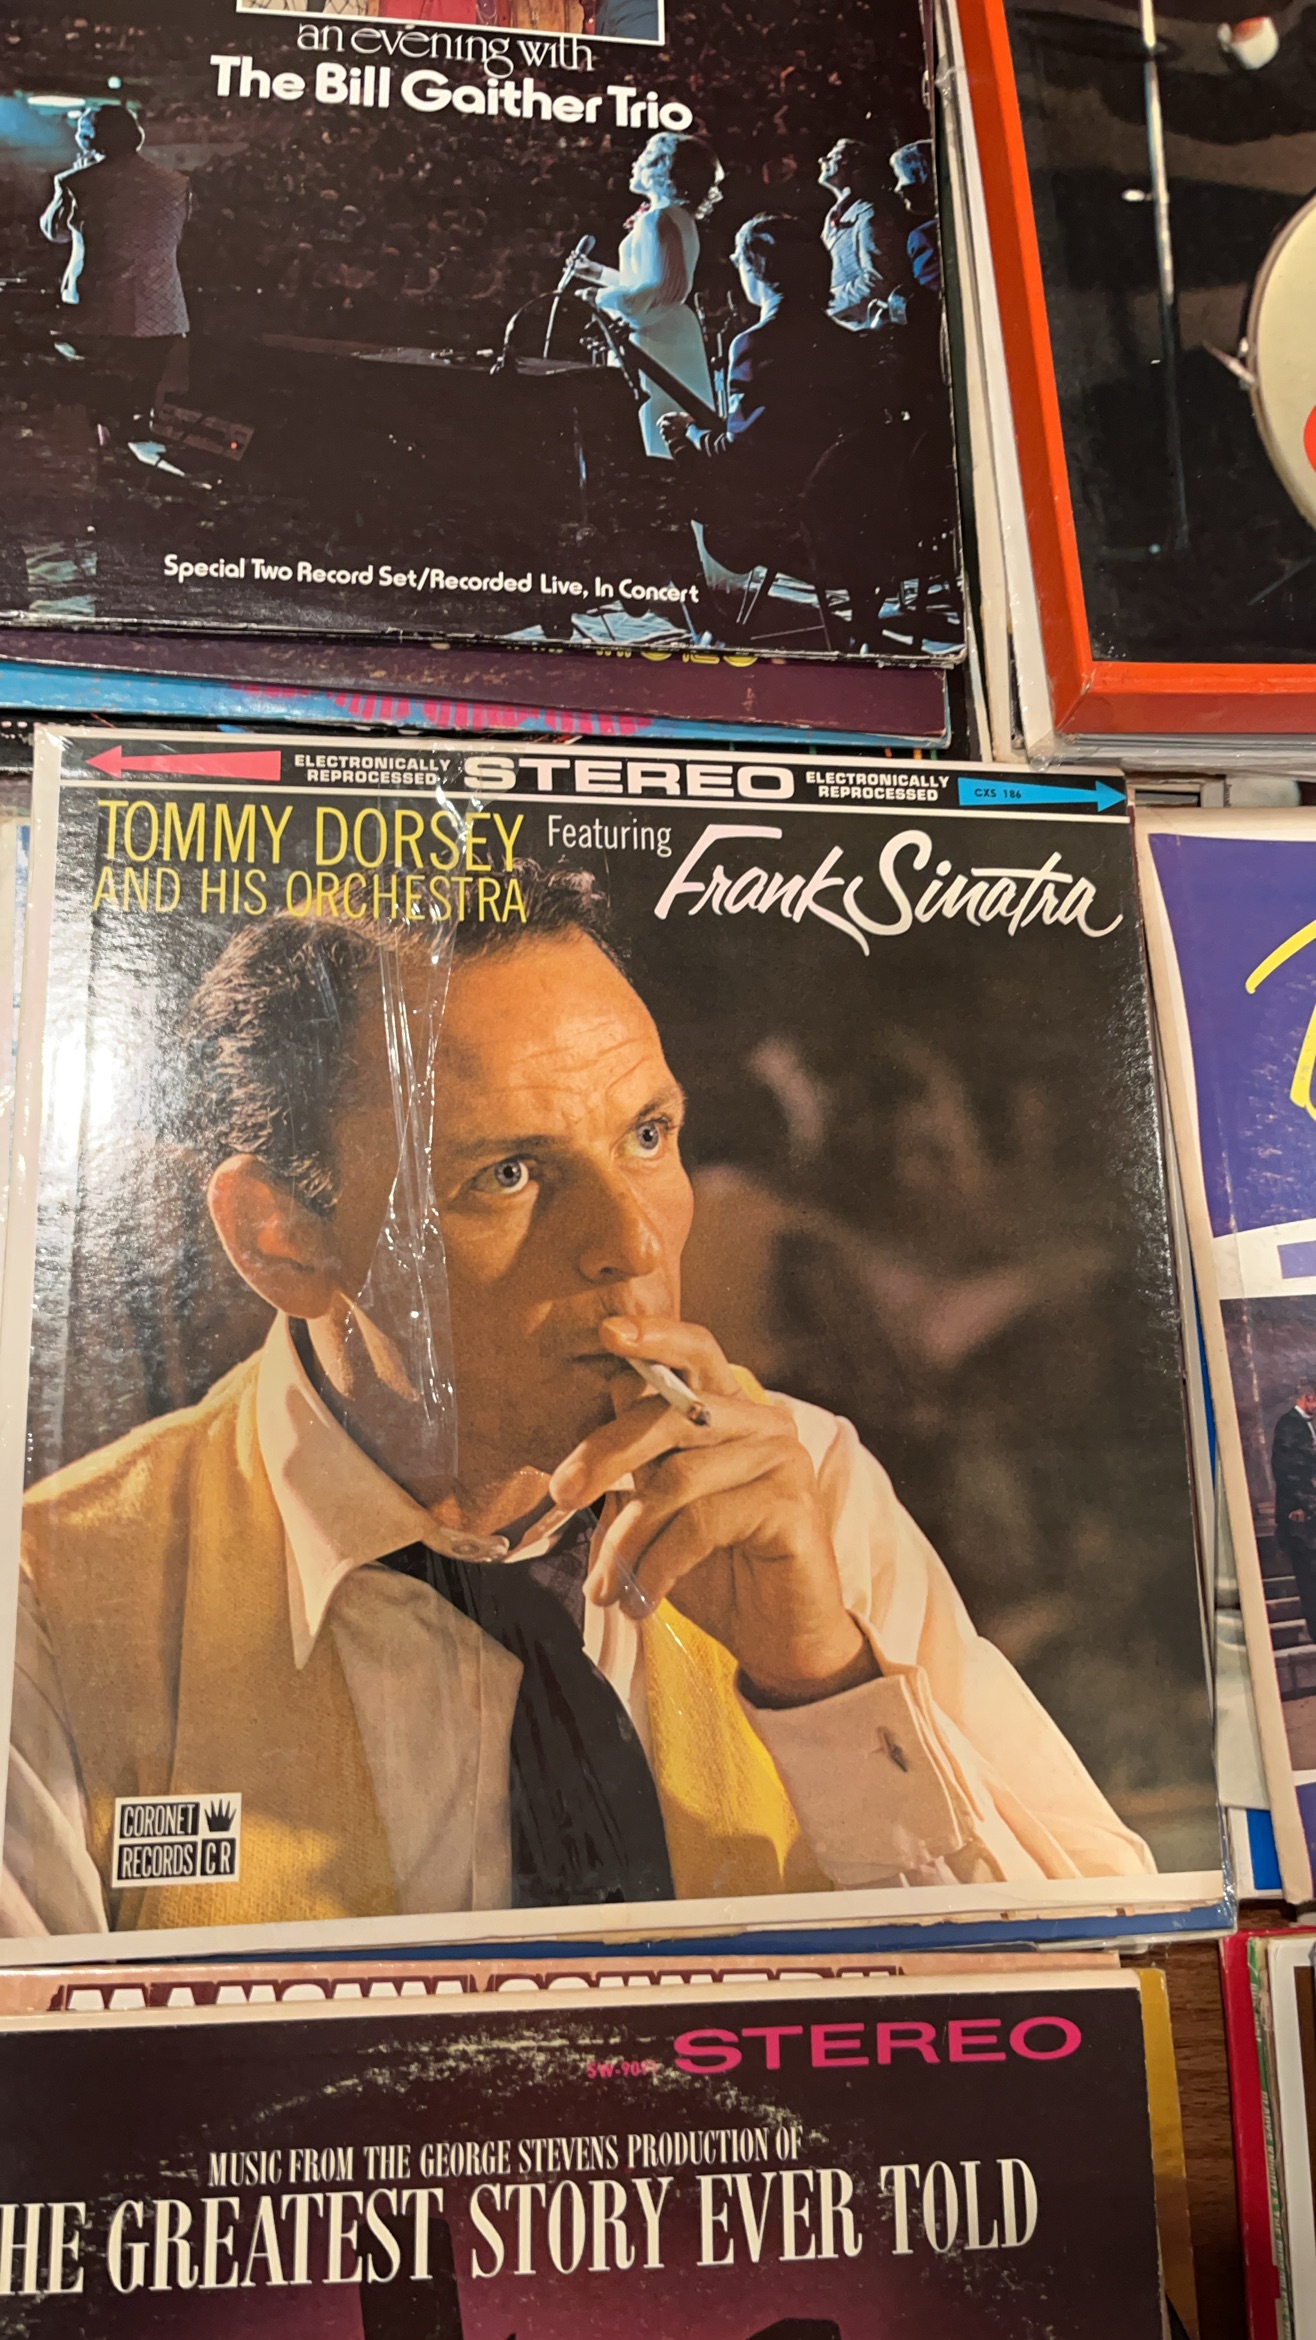 an evening with
The Bill Gaither Trio
Special Two Record Set/Recorded Live, In Concert
ELECTRONICALLY REPROCESSED STEREO ELECTRONICALLY REPROCESSED CXS 186
TOMMY DORSEY Featuring Frank Sinatra
AND HIS ORCHESTRA
CORONET
RECORDS CR
STEREO
MUSIC FROM THE GEORGE STEVENS PRODUCTION OF
HE GREATEST STORY EVER TOLD